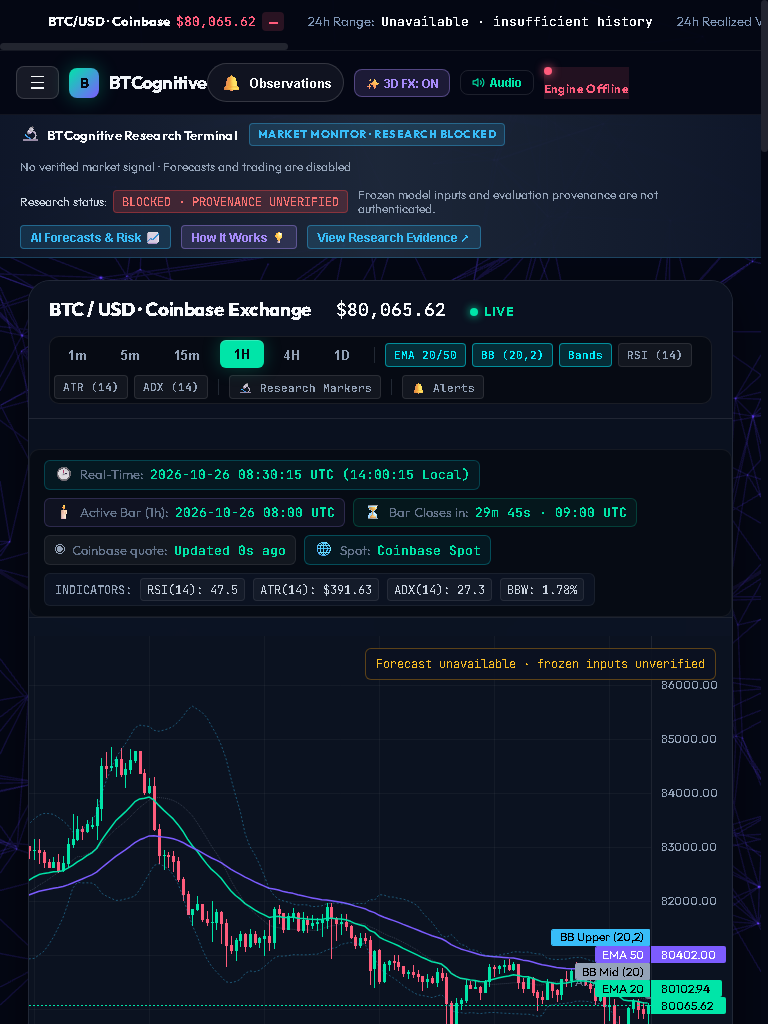 BTC/USD · Coinbase $80,065.62 — 24h Range: Unavailable · insufficient history 24h Realized V
☰ B BTCognitive 🔔 Observations ✨ 3D FX: ON 🔊 Audio Engine Offline
🔬 BTCognitive Research Terminal MARKET MONITOR · RESEARCH BLOCKED
No verified market signal · Forecasts and trading are disabled
Research status: BLOCKED · PROVENANCE UNVERIFIED Frozen model inputs and evaluation provenance are not
authenticated.
AI Forecasts & Risk 📈 How It Works 💡 View Research Evidence ↗
BTC / USD · Coinbase Exchange $80,065.62 LIVE
1m 5m 15m 1H 4H 1D EMA 20/50 BB (20,2) Bands RSI (14)
ATR (14) ADX (14) 🔬 Research Markers 🔔 Alerts
🕒 Real-Time: 2026-10-26 08:30:15 UTC (14:00:15 Local)
🕯️ Active Bar (1h): 2026-10-26 08:00 UTC ⏳ Bar Closes in: 29m 45s · 09:00 UTC
◉ Coinbase quote: Updated 0s ago 🌐 Spot: Coinbase Spot
INDICATORS: RSI(14): 47.5 ATR(14): $391.63 ADX(14): 27.3 BBW: 1.78%
Forecast unavailable · frozen inputs unverified
86000.00
85000.00
84000.00
83000.00
82000.00
BB Upper (20,2)
EMA 50 80402.00
BB Mid (20)
EMA 20 80102.94
80065.62